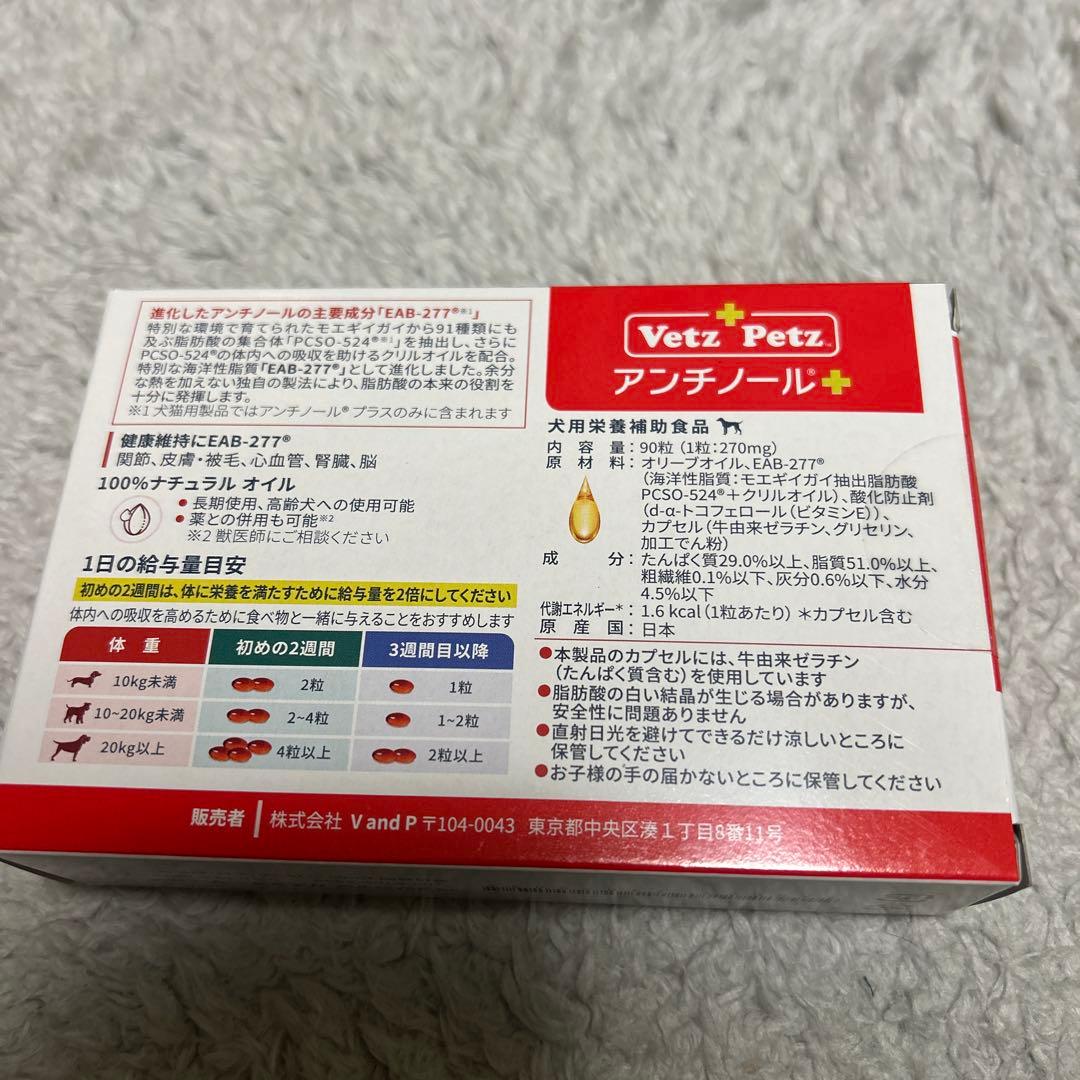 進化したアンチノールの主要成分「EAB-277®※1」
特別な環境で育てられたモエギイガイから91種類にも
及ぶ脂肪酸の集合体「PCSO-524®※1」を抽出し、さらに
PCSO-524®の体内への吸収を助けるクリルオイルを配合。
特別な海洋性脂質「EAB-277®」として進化しました。余分
な熱を加えない独自の製法により、脂肪酸の本来の役割を
十分に発揮します。
※1 犬猫用製品ではアンチノール® プラスのみに含まれます
健康維持にEAB-277®
関節、皮膚・被毛、心血管、腎臓、脳
100%ナチュラル オイル
● 長期使用、高齢犬への使用可能
● 薬との併用も可能※2
※2 獣医師にご相談ください
1日の給与量目安
初めの2週間は、体に栄養を満たすために給与量を2倍にしてください
体内への吸収を高めるために食べ物と一緒に与えることをおすすめします
体 重 初めの2週間 3週間目以降
10kg未満 2粒 1粒
10~20kg未満 2~4粒 1~2粒
20kg以上 4粒以上 2粒以上
Vetz Petz™
アンチノール®+
犬用栄養補助食品
内容量：90粒（1粒：270mg）
原材料：オリーブオイル、EAB-277®
（海洋性脂質：モエギイガイ抽出脂肪酸
PCSO-524®＋クリルオイル）、酸化防止剤
（d-α-トコフェロール（ビタミンE））、
カプセル（牛由来ゼラチン、グリセリン、
加工でん粉）
成分：たんぱく質29.0%以上、脂質51.0%以上、
粗繊維0.1%以下、灰分0.6%以下、水分
4.5%以下
代謝エネルギー＊：1.6 kcal（1粒あたり）＊カプセル含む
原産国：日本
●本製品のカプセルには、牛由来ゼラチン
（たんぱく質含む）を使用しています
●脂肪酸の白い結晶が生じる場合がありますが、
安全性に問題ありません
●直射日光を避けてできるだけ涼しいところに
保管してください
●お子様の手の届かないところに保管してください
販売者 株式会社 V and P 〒104-0043 東京都中央区湊1丁目8番11号